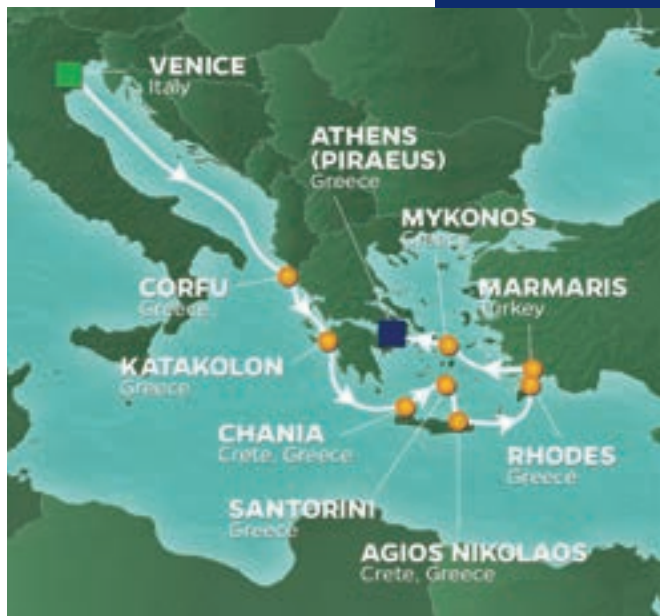 VENICE
Italy
ATHENS
(PIRAEUS)
Greece
MYKONOS
Greece
CORFU
Greece
MARMARIS
Turkey
KATAKOLON
Greece
CHANIA
Crete, Greece
RHODES
Greece
SANTORINI
Greece
AGIOS NIKOLAOS
Crete, Greece